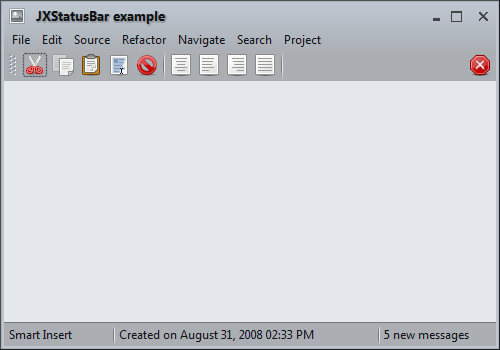 JXStatusBar example
File Edit Source Refactor Navigate Search Project
Smart Insert Created on August 31, 2008 02:33 PM 5 new messages